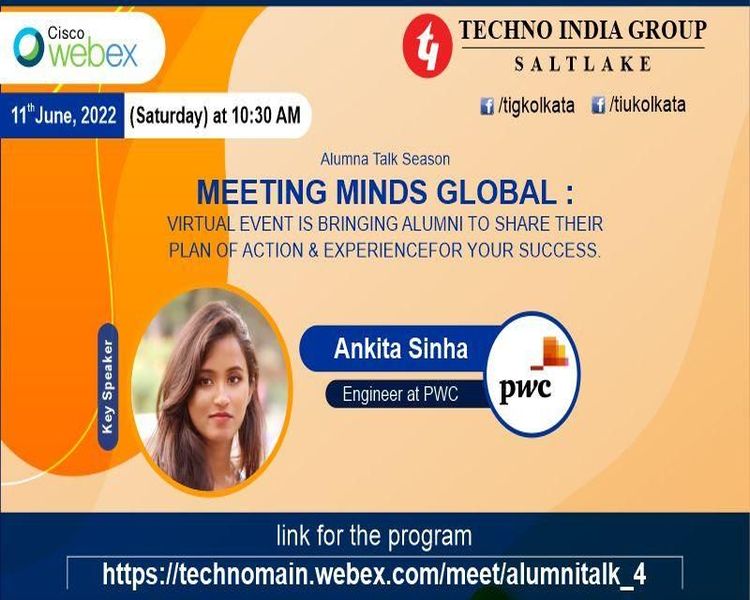 Cisco
webex
TECHNO INDIA GROUP
SALTLAKE
/tigkolkata /tiukolkata
11th June, 2022 (Saturday) at 10:30 AM
Alumna Talk Season
MEETING MINDS GLOBAL :
VIRTUAL EVENT IS BRINGING ALUMNI TO SHARE THEIR
PLAN OF ACTION & EXPERIENCEFOR YOUR SUCCESS.
Key Speaker
Ankita Sinha
Engineer at PWC
pwc
link for the program
https://technomain.webex.com/meet/alumnitalk_4